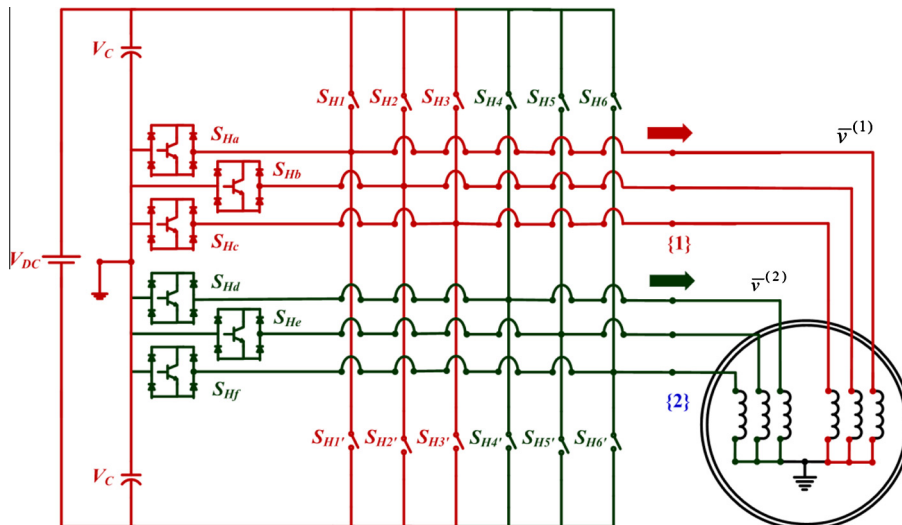 V_C
S_Ha
S_H1 S_H2 S_H3 S_H4 S_H5 S_H6
v̅^(1)
S_Hb
S_Hc
{1}
V_DC
S_Hd
v̅^(2)
S_He
S_Hf
{2}
S_H1' S_H2' S_H3' S_H4' S_H5' S_H6'
V_C